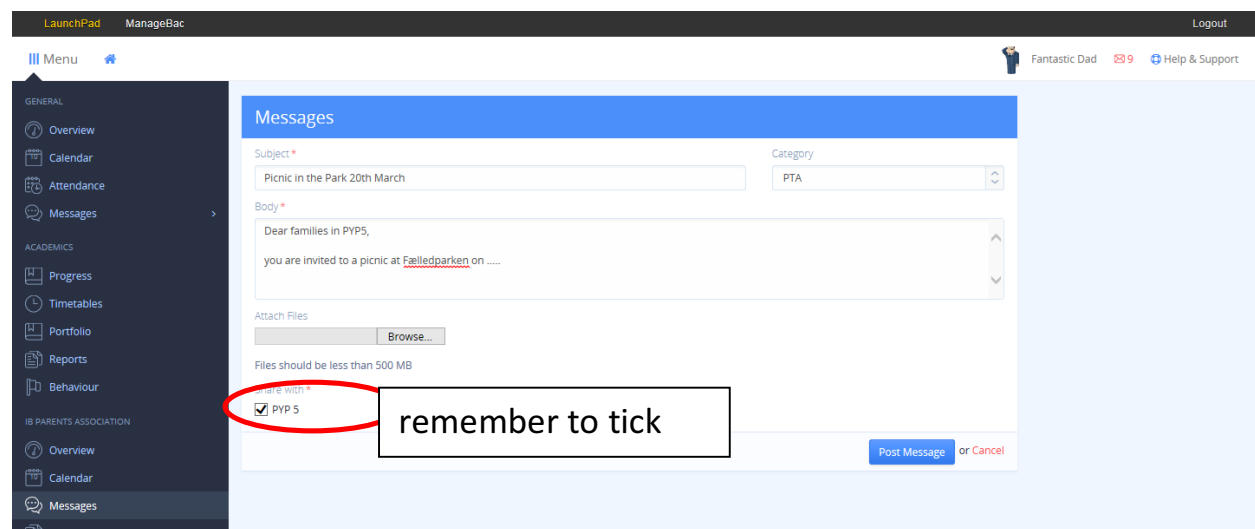 LaunchPad ManageBac Logout
Menu Fantastic Dad 9 Help & Support
GENERAL
Overview
Calendar
Attendance
Messages
ACADEMICS
Progress
Timetables
Portfolio
Reports
Behaviour
IB PARENTS ASSOCIATION
Overview
Calendar
Messages
Messages
Subject * Category
Picnic in the Park 20th March PTA
Body *
Dear families in PYP5,
you are invited to a picnic at Fælledparken on .....
Attach Files
Browse...
Files should be less than 500 MB
Share with *
PYP 5
remember to tick
Post Message or Cancel